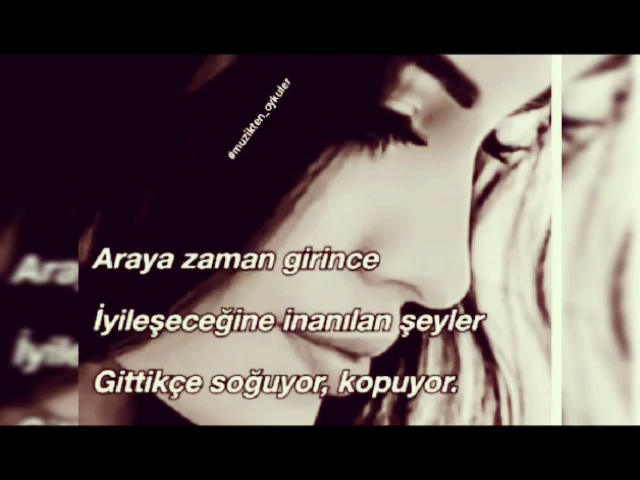 #muzikten_oykuler
Araya zaman girince
İyileşeceğine inanılan şeyler
Gittikçe soğuyor, kopuyor.